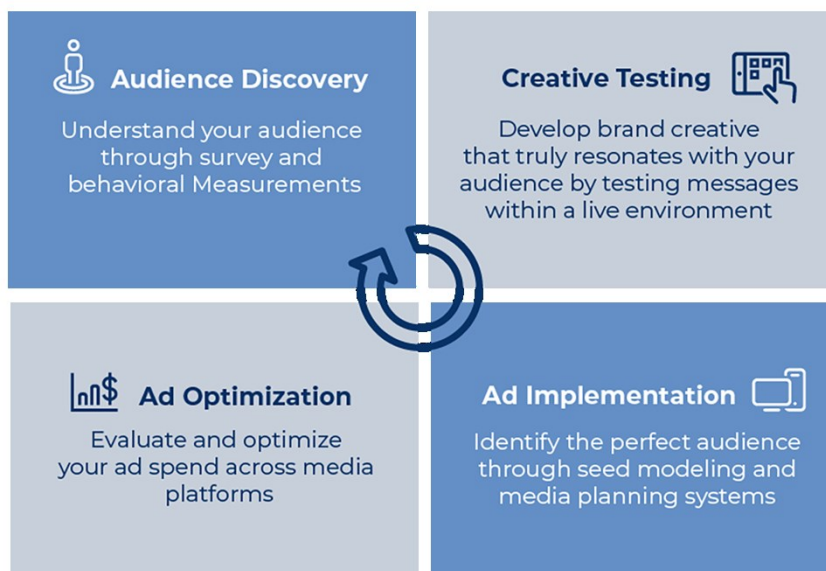 Audience Discovery
Understand your audience
through survey and
behavioral Measurements
Creative Testing
Develop brand creative
that truly resonates with your
audience by testing messages
within a live environment
$ Ad Optimization
Evaluate and optimize
your ad spend across media
platforms
Ad Implementation
Identify the perfect audience
through seed modeling and
media planning systems